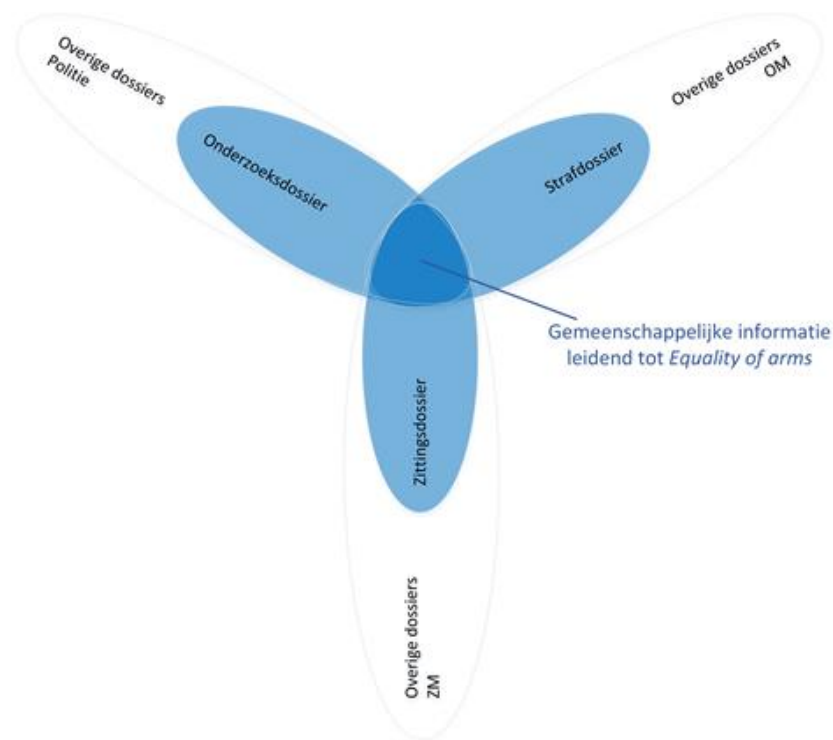 Overige dossiers
Politie
Overige dossiers
OM
Onderzoeksdossier
Strafdossier
Gemeenschappelijke informatie
leidend tot Equality of arms
Zittingsdossier
Overige dossiers
ZM